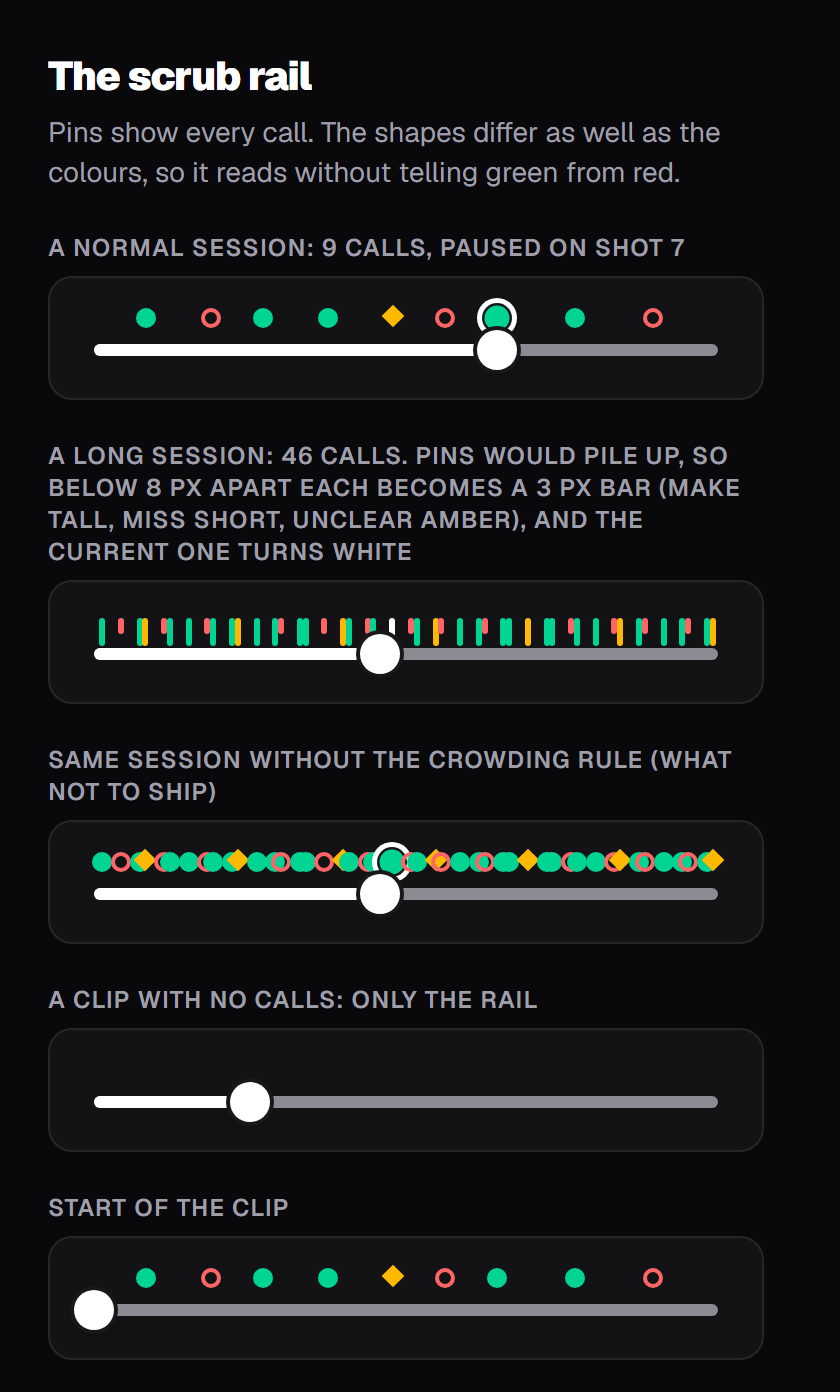 The scrub rail
Pins show every call. The shapes differ as well as the
colours, so it reads without telling green from red.
A NORMAL SESSION: 9 CALLS, PAUSED ON SHOT 7
A LONG SESSION: 46 CALLS. PINS WOULD PILE UP, SO
BELOW 8 PX APART EACH BECOMES A 3 PX BAR (MAKE
TALL, MISS SHORT, UNCLEAR AMBER), AND THE
CURRENT ONE TURNS WHITE
SAME SESSION WITHOUT THE CROWDING RULE (WHAT
NOT TO SHIP)
A CLIP WITH NO CALLS: ONLY THE RAIL
START OF THE CLIP